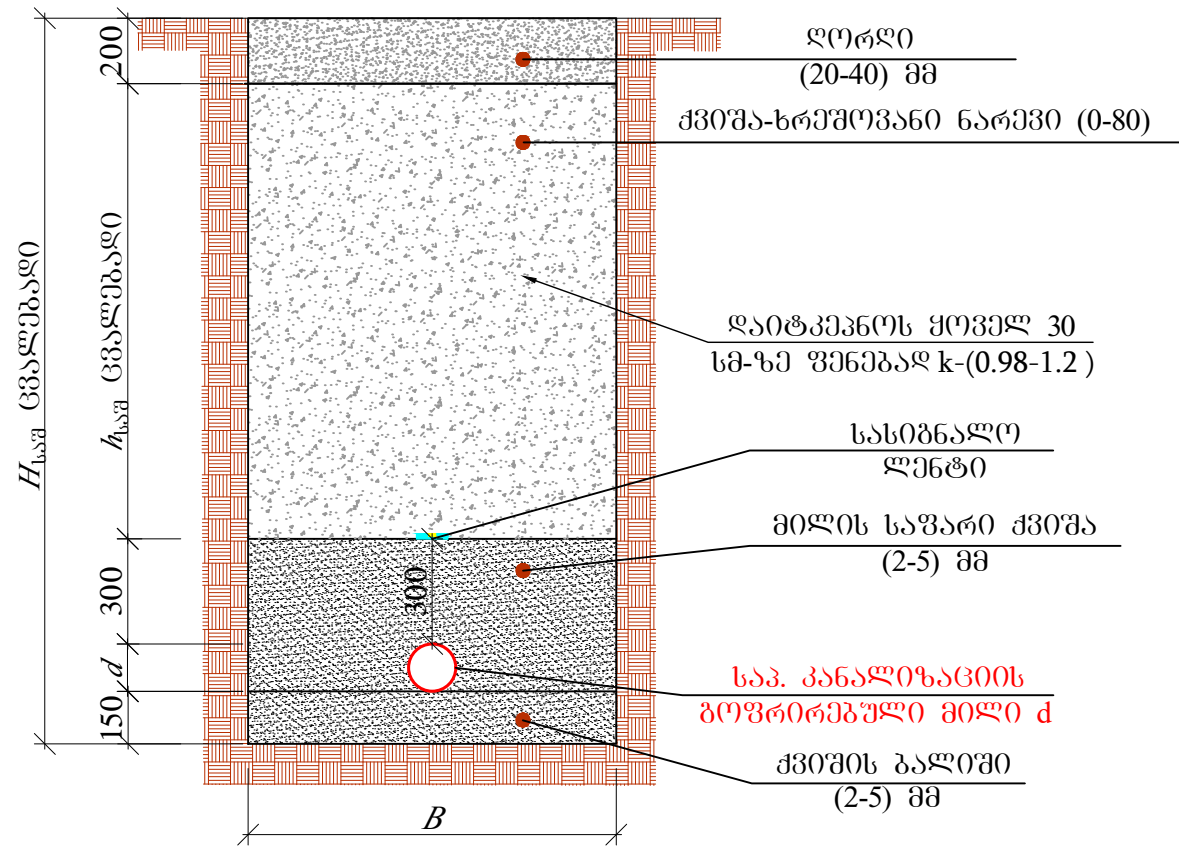 ღორღი
(20-40) მმ
ქვიშა-ხრეშოვანი ნარევი (0-80)
დაიტკეპნოს ყოველ 30
სმ-ზე ფენებად k-(0.98-1.2 )
სასიგნალო
ლენტი
მილის საფარი ქვიშა
(2-5) მმ
საპ. კანალიზაციის
გოფრირებული მილი d
ქვიშის ბალიში
(2-5) მმ
Hსაშ ცვალებადი
200
hსაშ ცვალებადი
300
d
150
300
B